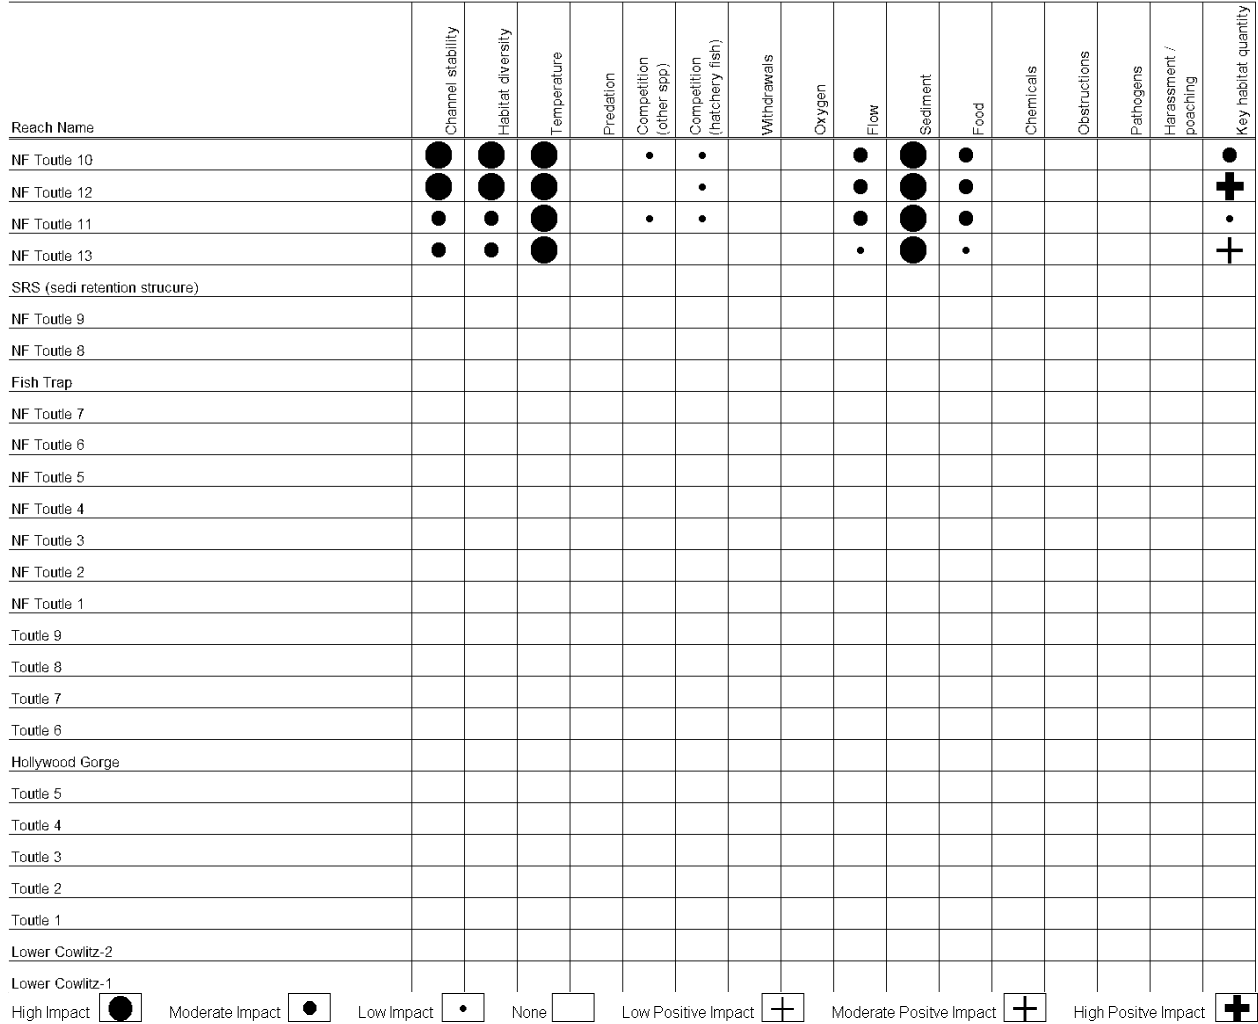 Reach Name
Channel stability
Habitat diversity
Temperature
Predation
Competition
(other spp)
Competition
(hatchery fish)
Withdrawals
Oxygen
Flow
Sediment
Food
Chemicals
Obstructions
Pathogens
Harassment /
poaching
Key habitat quantity
NF Toutle 10
NF Toutle 12
NF Toutle 11
NF Toutle 13
SRS (sedi retention strucure)
NF Toutle 9
NF Toutle 8
Fish Trap
NF Toutle 7
NF Toutle 6
NF Toutle 5
NF Toutle 4
NF Toutle 3
NF Toutle 2
NF Toutle 1
Toutle 9
Toutle 8
Toutle 7
Toutle 6
Hollywood Gorge
Toutle 5
Toutle 4
Toutle 3
Toutle 2
Toutle 1
Lower Cowlitz-2
Lower Cowlitz-1
High Impact Moderate Impact Low Impact None Low Positive Impact Moderate Positve Impact High Positve Impact